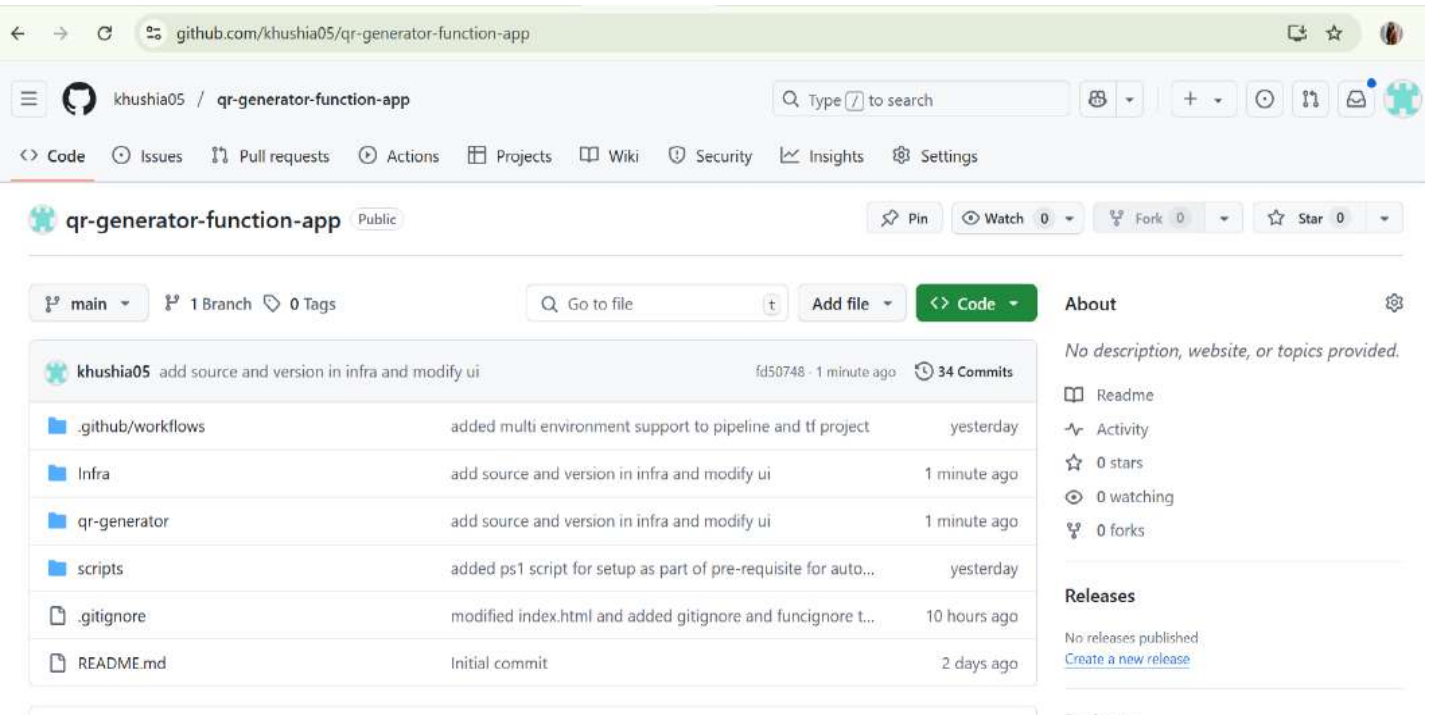 github.com/khushia05/qr-generator-function-app
khushia05 / qr-generator-function-app
Type / to search
Code Issues Pull requests Actions Projects Wiki Security Insights Settings
qr-generator-function-app Public
Pin Watch 0 Fork 0 Star 0
main 1 Branch 0 Tags
Go to file t Add file Code
khushia05 add source and version in infra and modify ui fd50748 · 1 minute ago 34 Commits
.github/workflows added multi environment support to pipeline and tf project yesterday
Infra add source and version in infra and modify ui 1 minute ago
qr-generator add source and version in infra and modify ui 1 minute ago
scripts added ps1 script for setup as part of pre-requisite for auto... yesterday
.gitignore modified index.html and added gitignore and funcignore t... 10 hours ago
README.md Initial commit 2 days ago
About
No description, website, or topics provided.
Readme
Activity
0 stars
0 watching
0 forks
Releases
No releases published
Create a new release